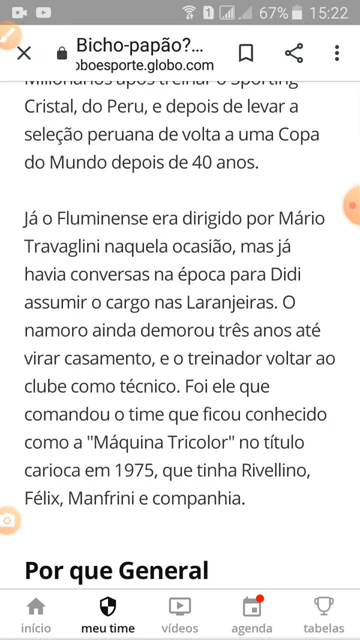 67% 15:22
Bicho-papão?...
oboesporte.globo.com
Milionários após treinar o Sporting
Cristal, do Peru, e depois de levar a
seleção peruana de volta a uma Copa
do Mundo depois de 40 anos.
Já o Fluminense era dirigido por Mário
Travaglini naquela ocasião, mas já
havia conversas na época para Didi
assumir o cargo nas Laranjeiras. O
namoro ainda demorou três anos até
virar casamento, e o treinador voltar ao
clube como técnico. Foi ele que
comandou o time que ficou conhecido
como a "Máquina Tricolor" no título
carioca em 1975, que tinha Rivellino,
Félix, Manfrini e companhia.
Por que General
início meu time vídeos agenda tabelas